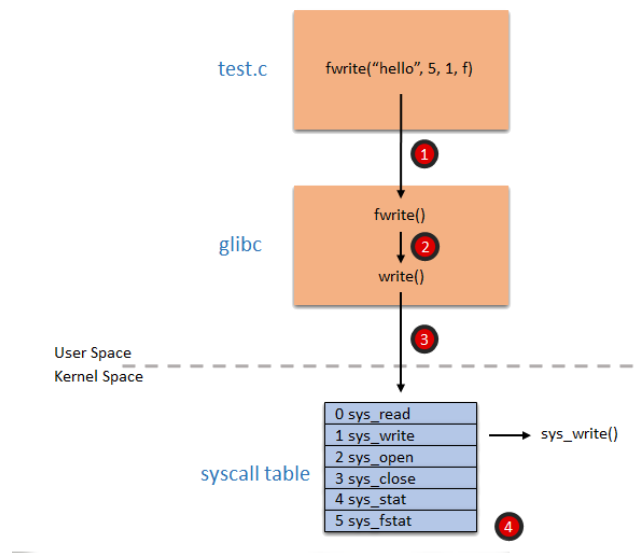 test.c
fwrite(“hello”, 5, 1, f)
1
fwrite()
glibc
2
write()
3
User Space
Kernel Space
0 sys_read
1 sys_write
sys_write()
2 sys_open
syscall table
3 sys_close
4 sys_stat
5 sys_fstat
4